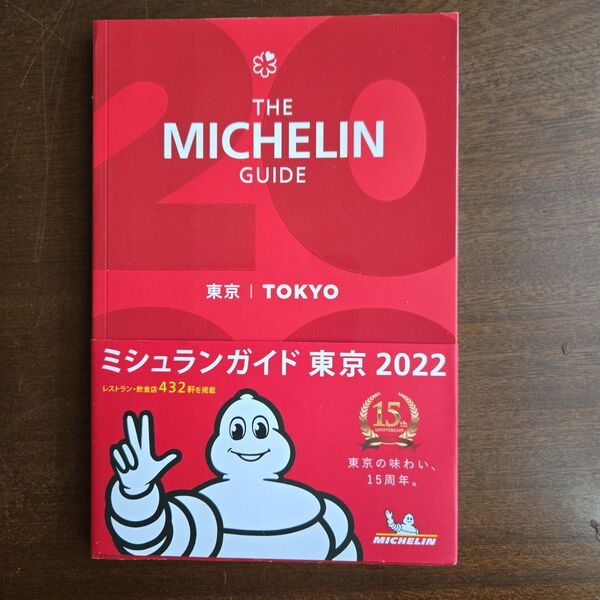 20
THE
MICHELIN
GUIDE
東京 | TOKYO
ミシュランガイド 東京 2022
レストラン・飲食店432軒を掲載
15th
ANNIVERSARY
東京の味わい、
15周年。
MICHELIN